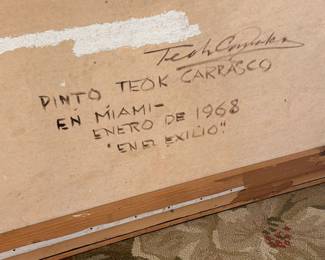 Teok Carrasco
PINTO TEOK CARRASCO
EN MIAMI-
ENERO DE 1968
"EN EL EXILIO"